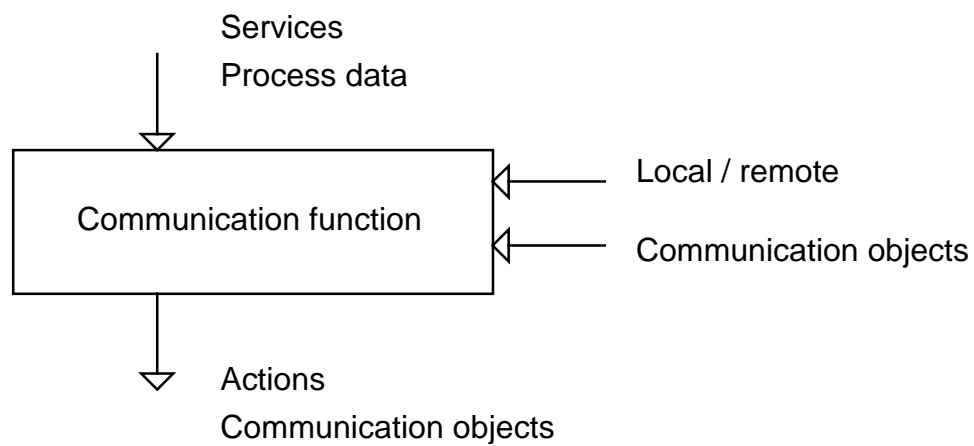 Services
Process data
Local / remote
Communication function
Communication objects
Actions
Communication objects